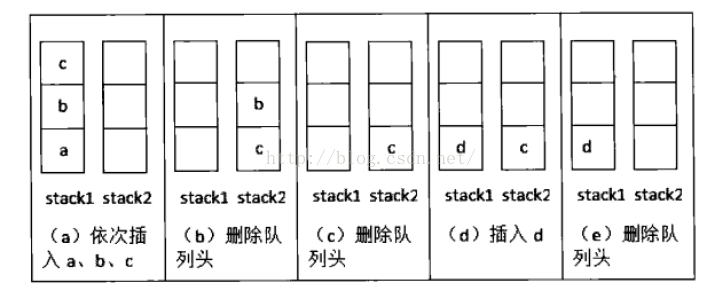 c
b
b
a
c
c
d
c
d
http://blog.csdn.net/
stack1 stack2
stack1 stack2
stack1 stack2
stack1 stack2
stack1 stack2
（a）依次插
入 a、b、c
（b）删除队
列头
（c）删除队
列头
（d）插入 d
（e）删除队
列头